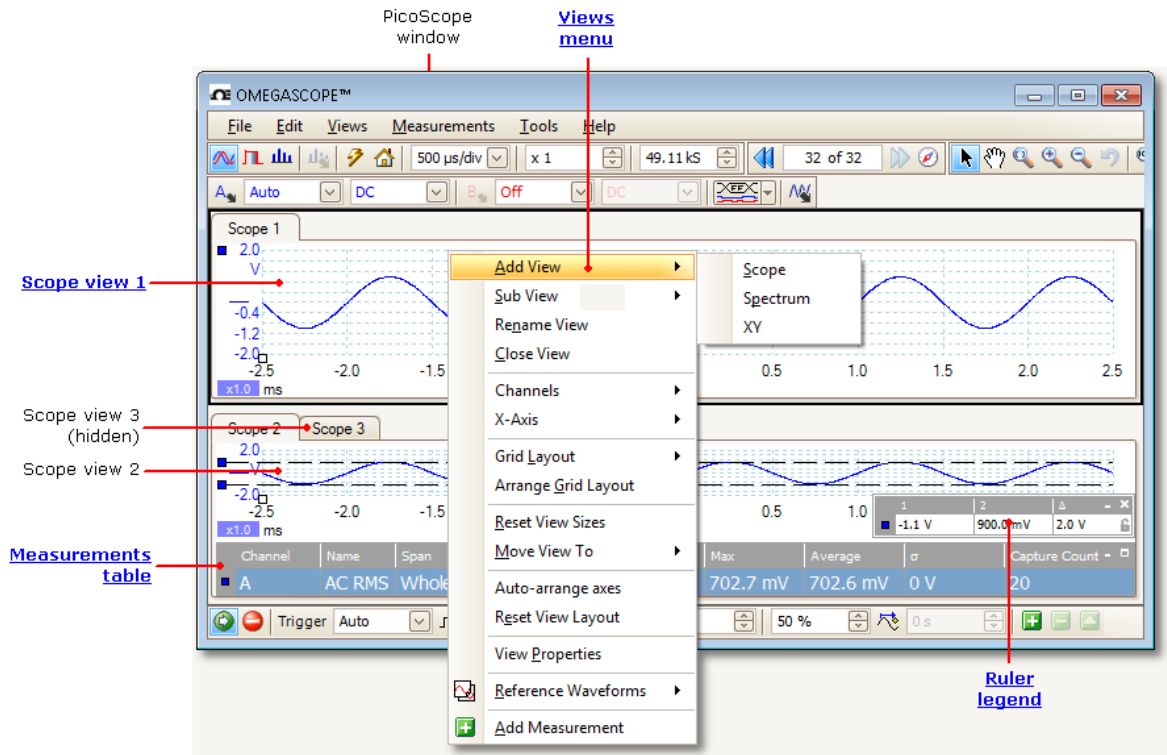 PicoScope
window
Views
menu
OMEGASCOPE™
File Edit Views Measurements Tools Help
500 µs/div x 1 49.11 kS 32 of 32
A Auto DC B Off DC
Scope 1
2.0
V
-0.4
-1.2
-2.0
-2.5 -2.0 -1.5 0.5 1.0 1.5 2.0 2.5
x1.0 ms
Scope view 1
Add View
Sub View
Rename View
Close View
Channels
X-Axis
Grid Layout
Arrange Grid Layout
Reset View Sizes
Move View To
Auto-arrange axes
Reset View Layout
View Properties
Reference Waveforms
Add Measurement
Scope
Spectrum
XY
Scope view 3
(hidden)
Scope view 2
Scope 2 Scope 3
2.0
V
-2.0
-2.5 -2.0 -1.5 0.5 1.0
x1.0 ms
1 2 Δ
-1.1 V 900.0 mV 2.0 V
Measurements
table
Channel Name Span Max Average σ Capture Count
A AC RMS Whole 702.7 mV 702.6 mV 0 V 20
Trigger Auto 50 % 0 s
Ruler
legend